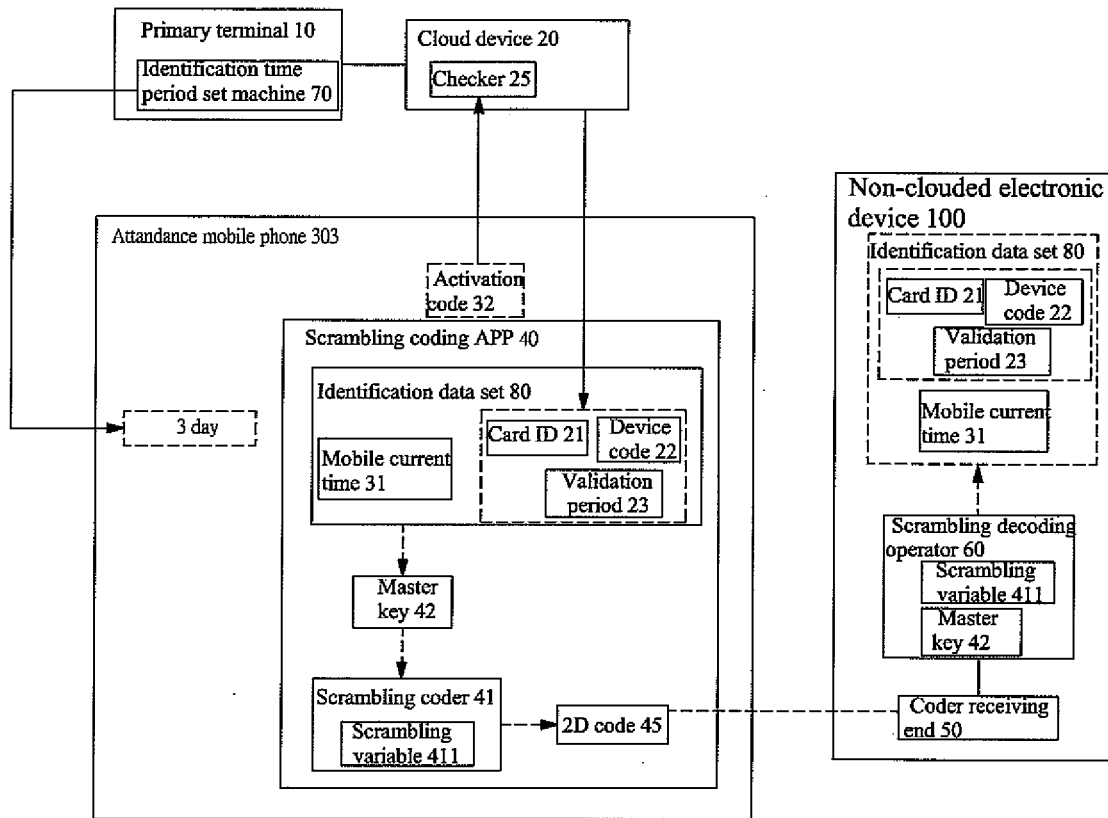 Primary terminal 10
Identification time
period set machine 70
Cloud device 20
Checker 25
Attandance mobile phone 303
Activation
code 32
Scrambling coding APP 40
Identification data set 80
Mobile current
time 31
Card ID 21
Device
code 22
Validation
period 23
3 day
Master
key 42
Scrambling coder 41
Scrambling
variable 411
2D code 45
Non-clouded electronic
device 100
Identification data set 80
Card ID 21
Device
code 22
Validation
period 23
Mobile current
time 31
Scrambling decoding
operator 60
Scrambling
variable 411
Master
key 42
Coder receiving
end 50